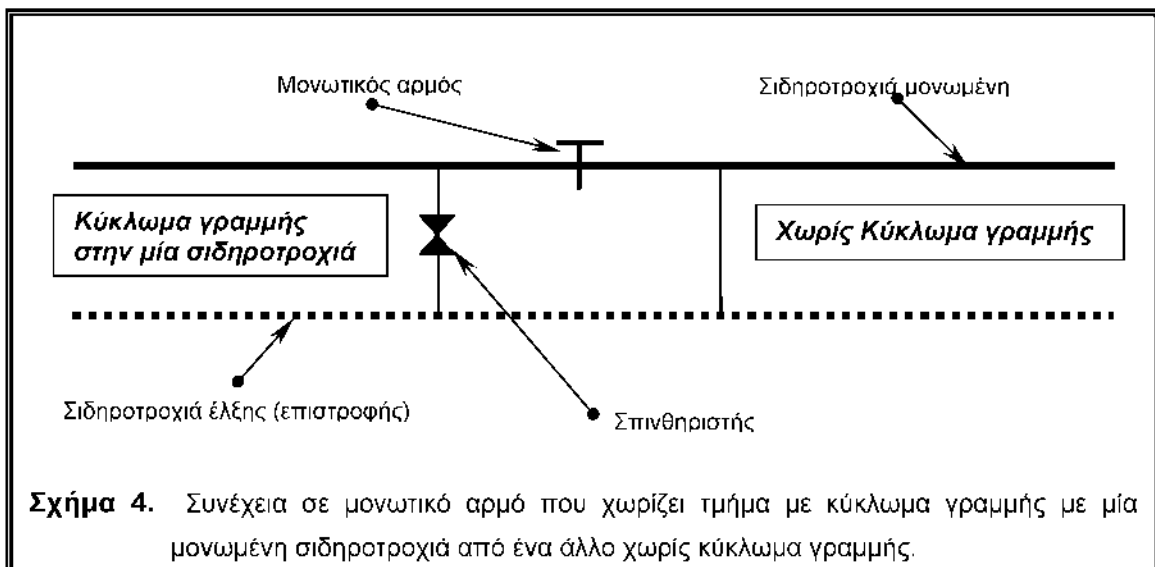 Μονωτικός αρμός
Σιδηροτροχιά μονωμένη
Κύκλωμα γραμμής
στην μία σιδηροτροχιά
Χωρίς Κύκλωμα γραμμής
Σιδηροτροχιά έλξης (επιστροφής)
Σπινθηριστής
Σχήμα 4. Συνέχεια σε μονωτικό αρμό που χωρίζει τμήμα με κύκλωμα γραμμής με μία
μονωμένη σιδηροτροχιά από ένα άλλο χωρίς κύκλωμα γραμμής.